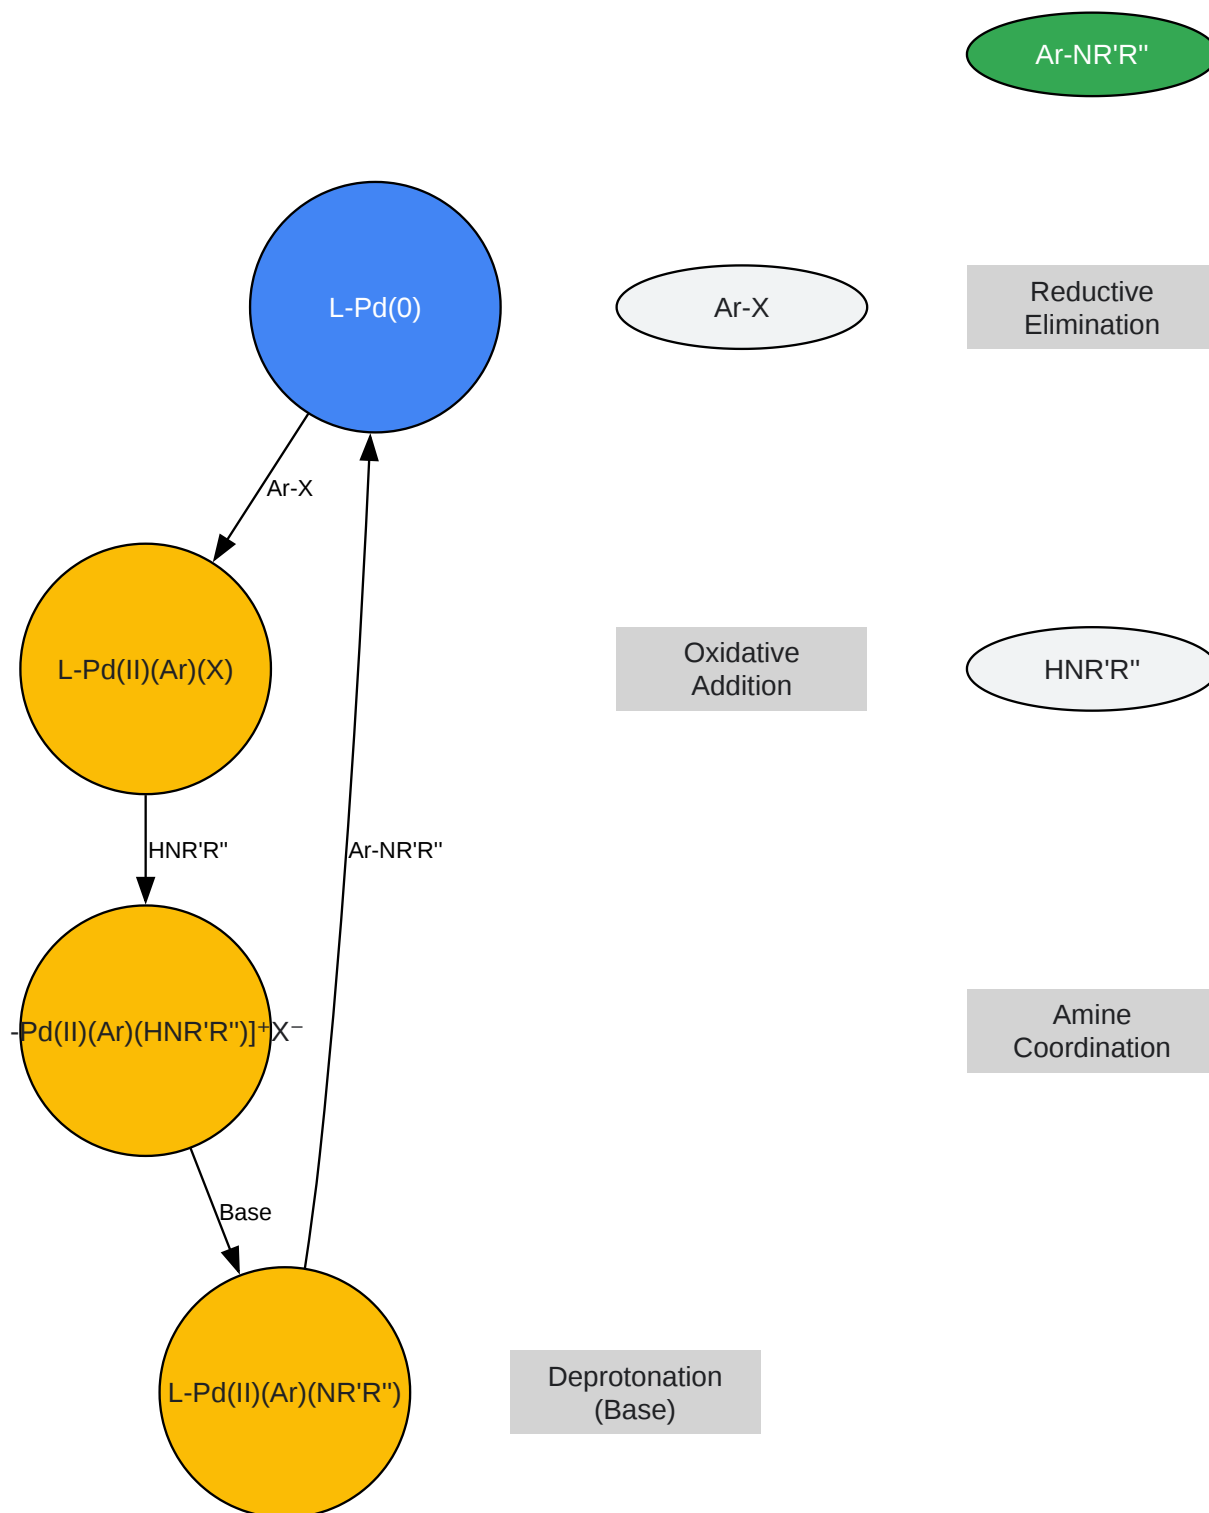 Ar-NR'R''
L-Pd(0)
Ar-X
Reductive
Elimination
Ar-X
L-Pd(II)(Ar)(X)
Oxidative
Addition
HNR'R''
HNR'R''
Ar-NR'R''
-Pd(II)(Ar)(HNR'R'')]⁺X⁻
Amine
Coordination
Base
L-Pd(II)(Ar)(NR'R'')
Deprotonation
(Base)